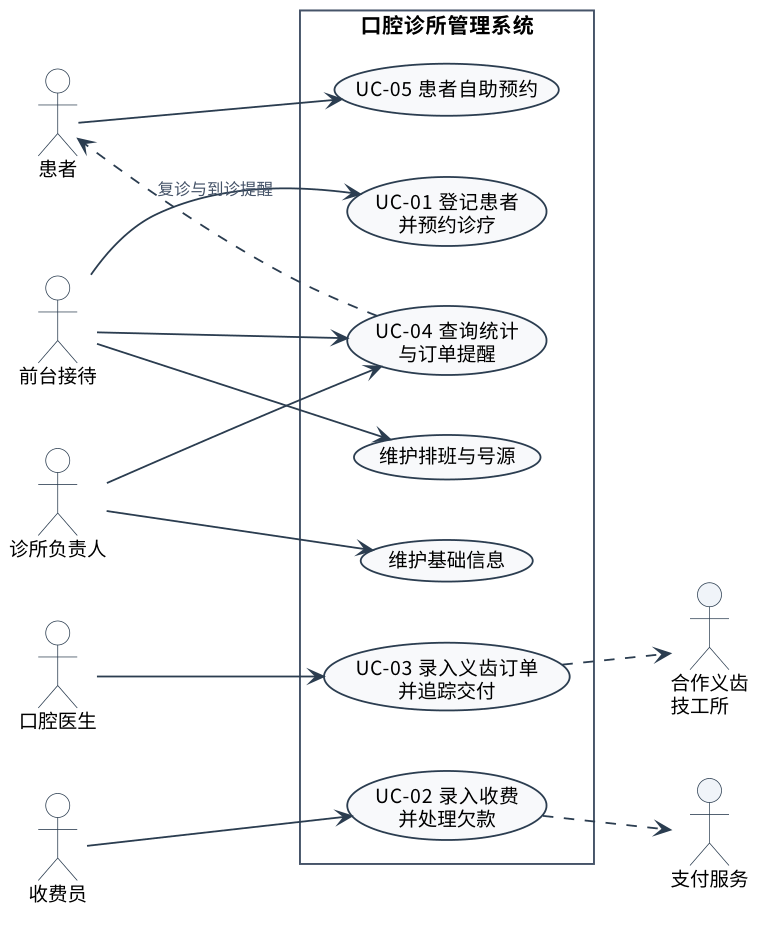 口腔诊所管理系统
UC-05 患者自助预约
患者
复诊与到诊提醒
UC-01 登记患者
并预约诊疗
UC-04 查询统计
与订单提醒
前台接待
维护排班与号源
诊所负责人
维护基础信息
UC-03 录入义齿订单
并追踪交付
合作义齿
技工所
口腔医生
UC-02 录入收费
并处理欠款
支付服务
收费员